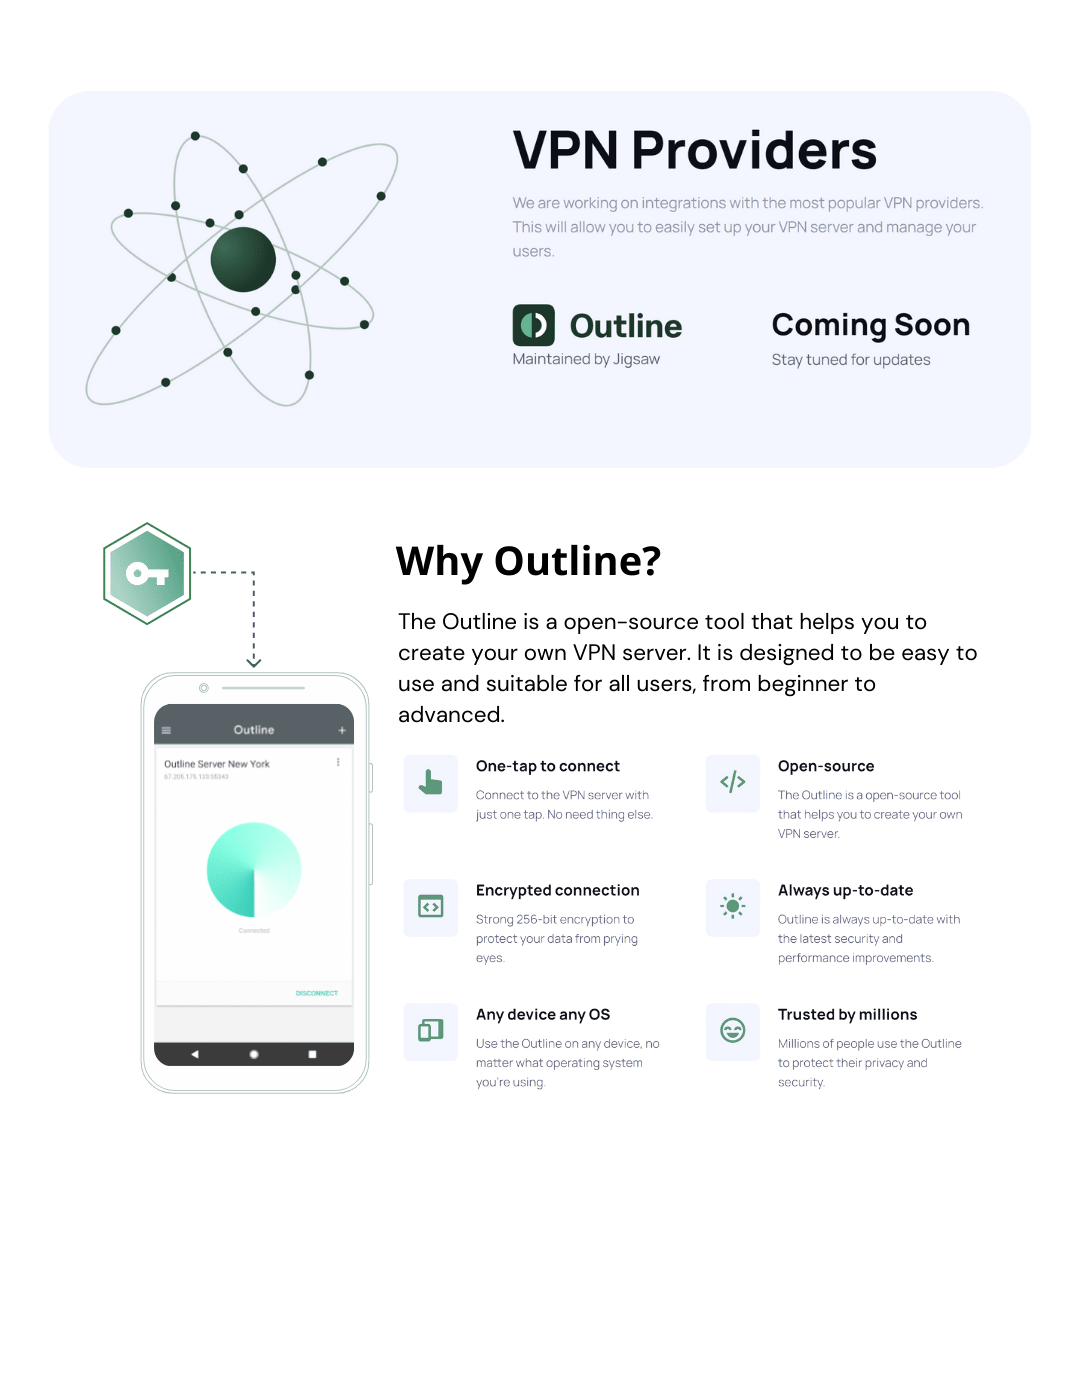 VPN Providers
We are working on integrations with the most popular VPN providers.
This will allow you to easily set up your VPN server and manage your
users.
Outline
Maintained by Jigsaw
Coming Soon
Stay tuned for updates
Why Outline?
The Outline is a open-source tool that helps you to
create your own VPN server. It is designed to be easy to
use and suitable for all users, from beginner to
advanced.
Outline
Outline Server New York
Connected
DISCONNECT
One-tap to connect
Connect to the VPN server with
just one tap. No need thing else.
Open-source
The Outline is a open-source tool
that helps you to create your own
VPN server.
Encrypted connection
Strong 256-bit encryption to
protect your data from prying
eyes.
Always up-to-date
Outline is always up-to-date with
the latest security and
performance improvements.
Any device any OS
Use the Outline on any device, no
matter what operating system
you're using.
Trusted by millions
Millions of people use the Outline
to protect their privacy and
security.